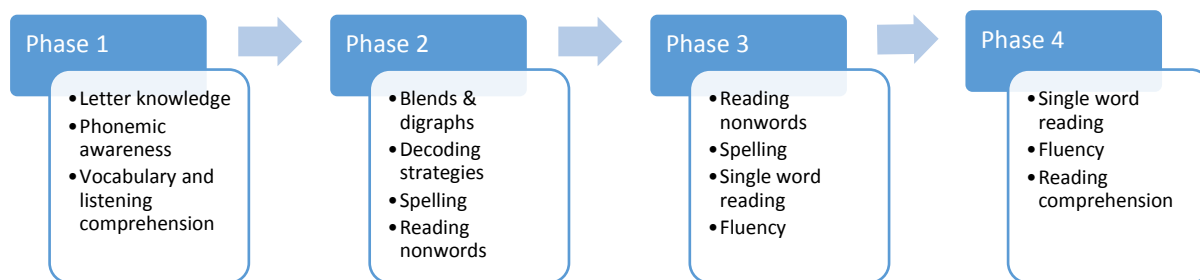 Phase 1
•Letter knowledge
•Phonemic
awareness
•Vocabulary and
listening
comprehension
Phase 2
•Blends &
digraphs
•Decoding
strategies
•Spelling
•Reading
nonwords
Phase 3
•Reading
nonwords
•Spelling
•Single word
reading
•Fluency
Phase 4
•Single word
reading
•Fluency
•Reading
comprehension